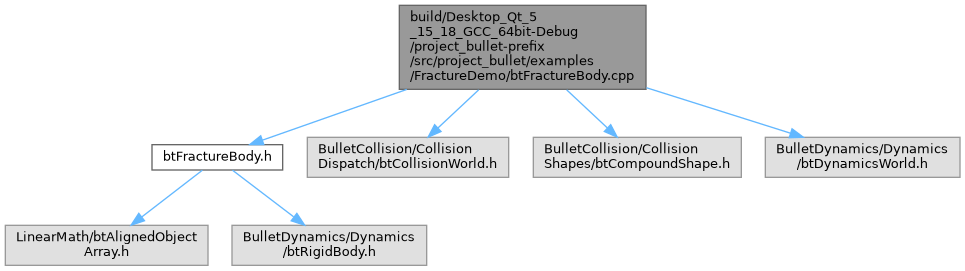 build/Desktop_Qt_5
_15_18_GCC_64bit-Debug
/project_bullet-prefix
/src/project_bullet/examples
/FractureDemo/btFractureBody.cpp
btFractureBody.h
BulletCollision/Collision
Dispatch/btCollisionWorld.h
BulletCollision/Collision
Shapes/btCompoundShape.h
BulletDynamics/Dynamics
/btDynamicsWorld.h
LinearMath/btAlignedObject
Array.h
BulletDynamics/Dynamics
/btRigidBody.h